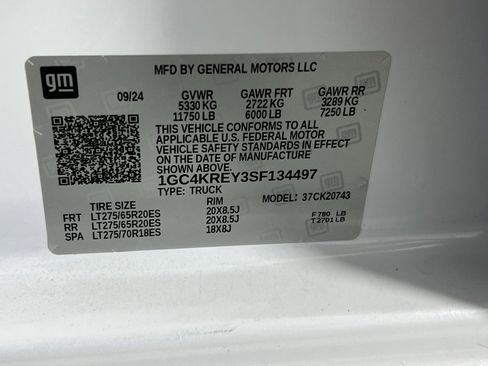 gm
MFD BY GENERAL MOTORS LLC
09/24 GVWR GAWR FRT GAWR RR
5330 KG 2722 KG 3289 KG
11750 LB 6000 LB 7250 LB
THIS VEHICLE CONFORMS TO ALL
APPLICABLE U.S. FEDERAL MOTOR
VEHICLE SAFETY STANDARDS IN EFFECT
ON THE DATE OF MANUFACTURE
SHOWN ABOVE.
1GC4KREY3SF134497
TYPE: TRUCK MODEL: 37CK20743
TIRE SIZE RIM
FRT LT275/65R20ES 20X8.5J F 780 LB
RR LT275/65R20ES 20X8.5J T 2701 LB
SPA LT275/70R18ES 18X8J